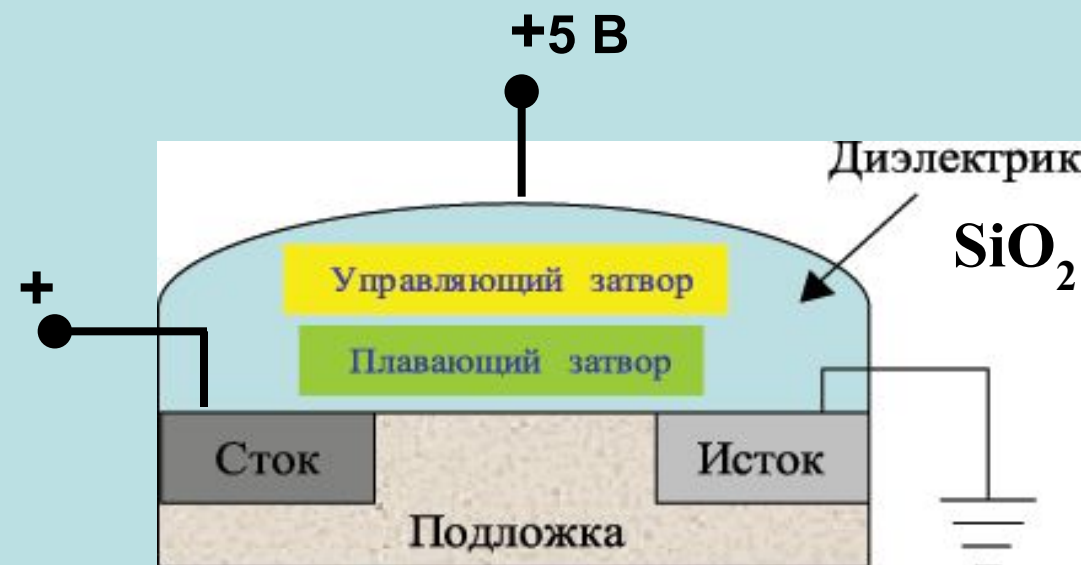 +5 В
Диэлектрик
SiO₂
+
Управляющий затвор
Плавающий затвор
Сток
Исток
Подложка